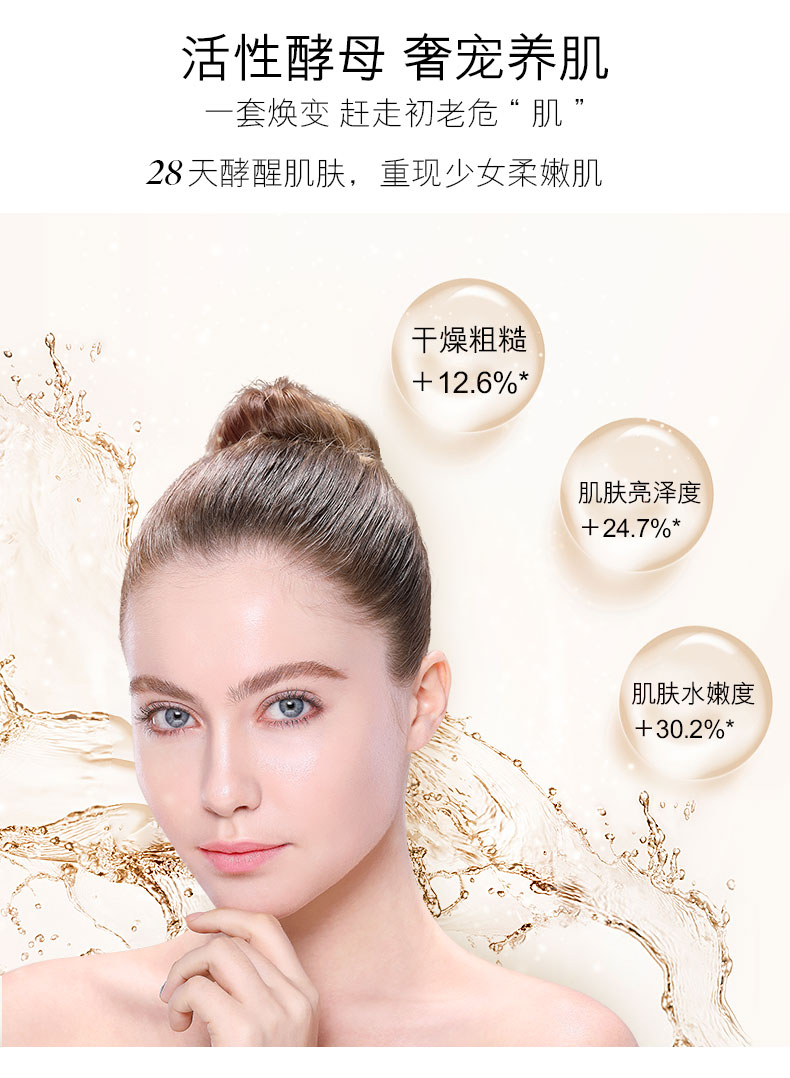 活性酵母 奢宠养肌
一套焕变 赶走初老危“肌”
28天酵醒肌肤，重现少女柔嫩肌
干燥粗糙
+12.6%*
肌肤亮泽度
+24.7%*
肌肤水嫩度
+30.2%*